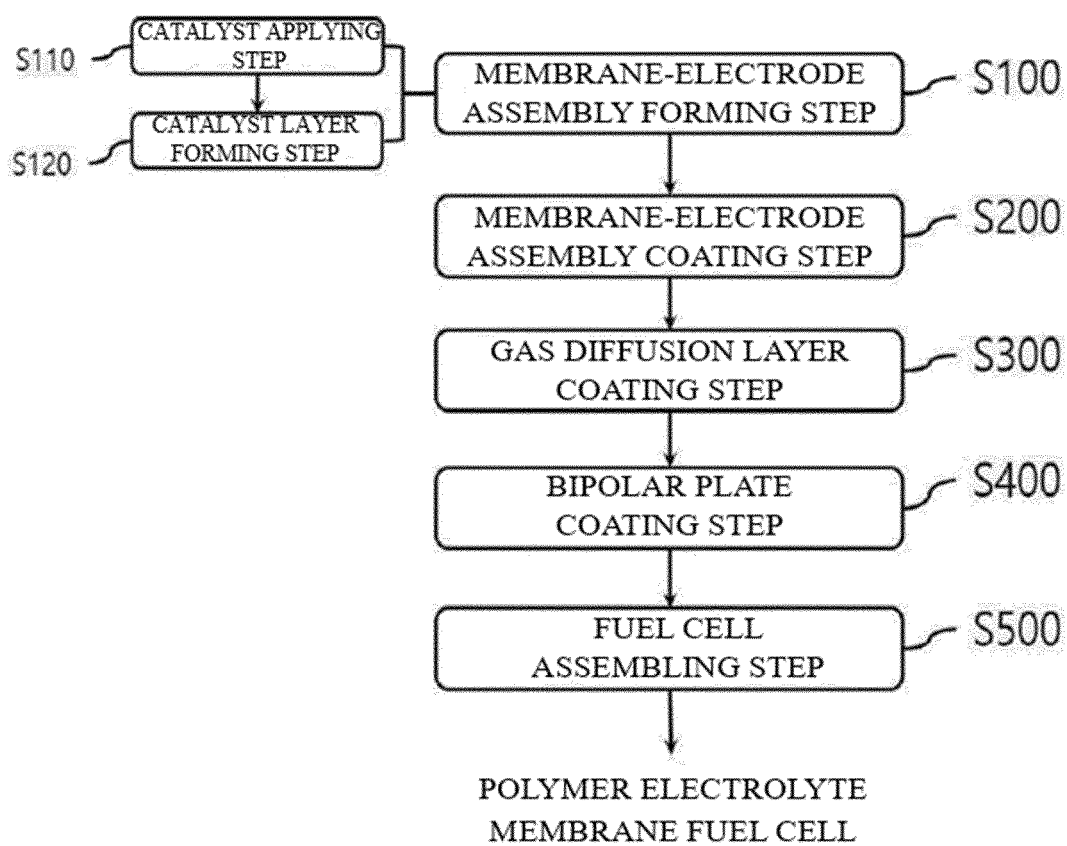 S110
CATALYST APPLYING
STEP
S120
CATALYST LAYER
FORMING STEP
MEMBRANE-ELECTRODE
ASSEMBLY FORMING STEP
S100
MEMBRANE-ELECTRODE
ASSEMBLY COATING STEP
S200
GAS DIFFUSION LAYER
COATING STEP
S300
BIPOLAR PLATE
COATING STEP
S400
FUEL CELL
ASSEMBLING STEP
S500
POLYMER ELECTROLYTE
MEMBRANE FUEL CELL